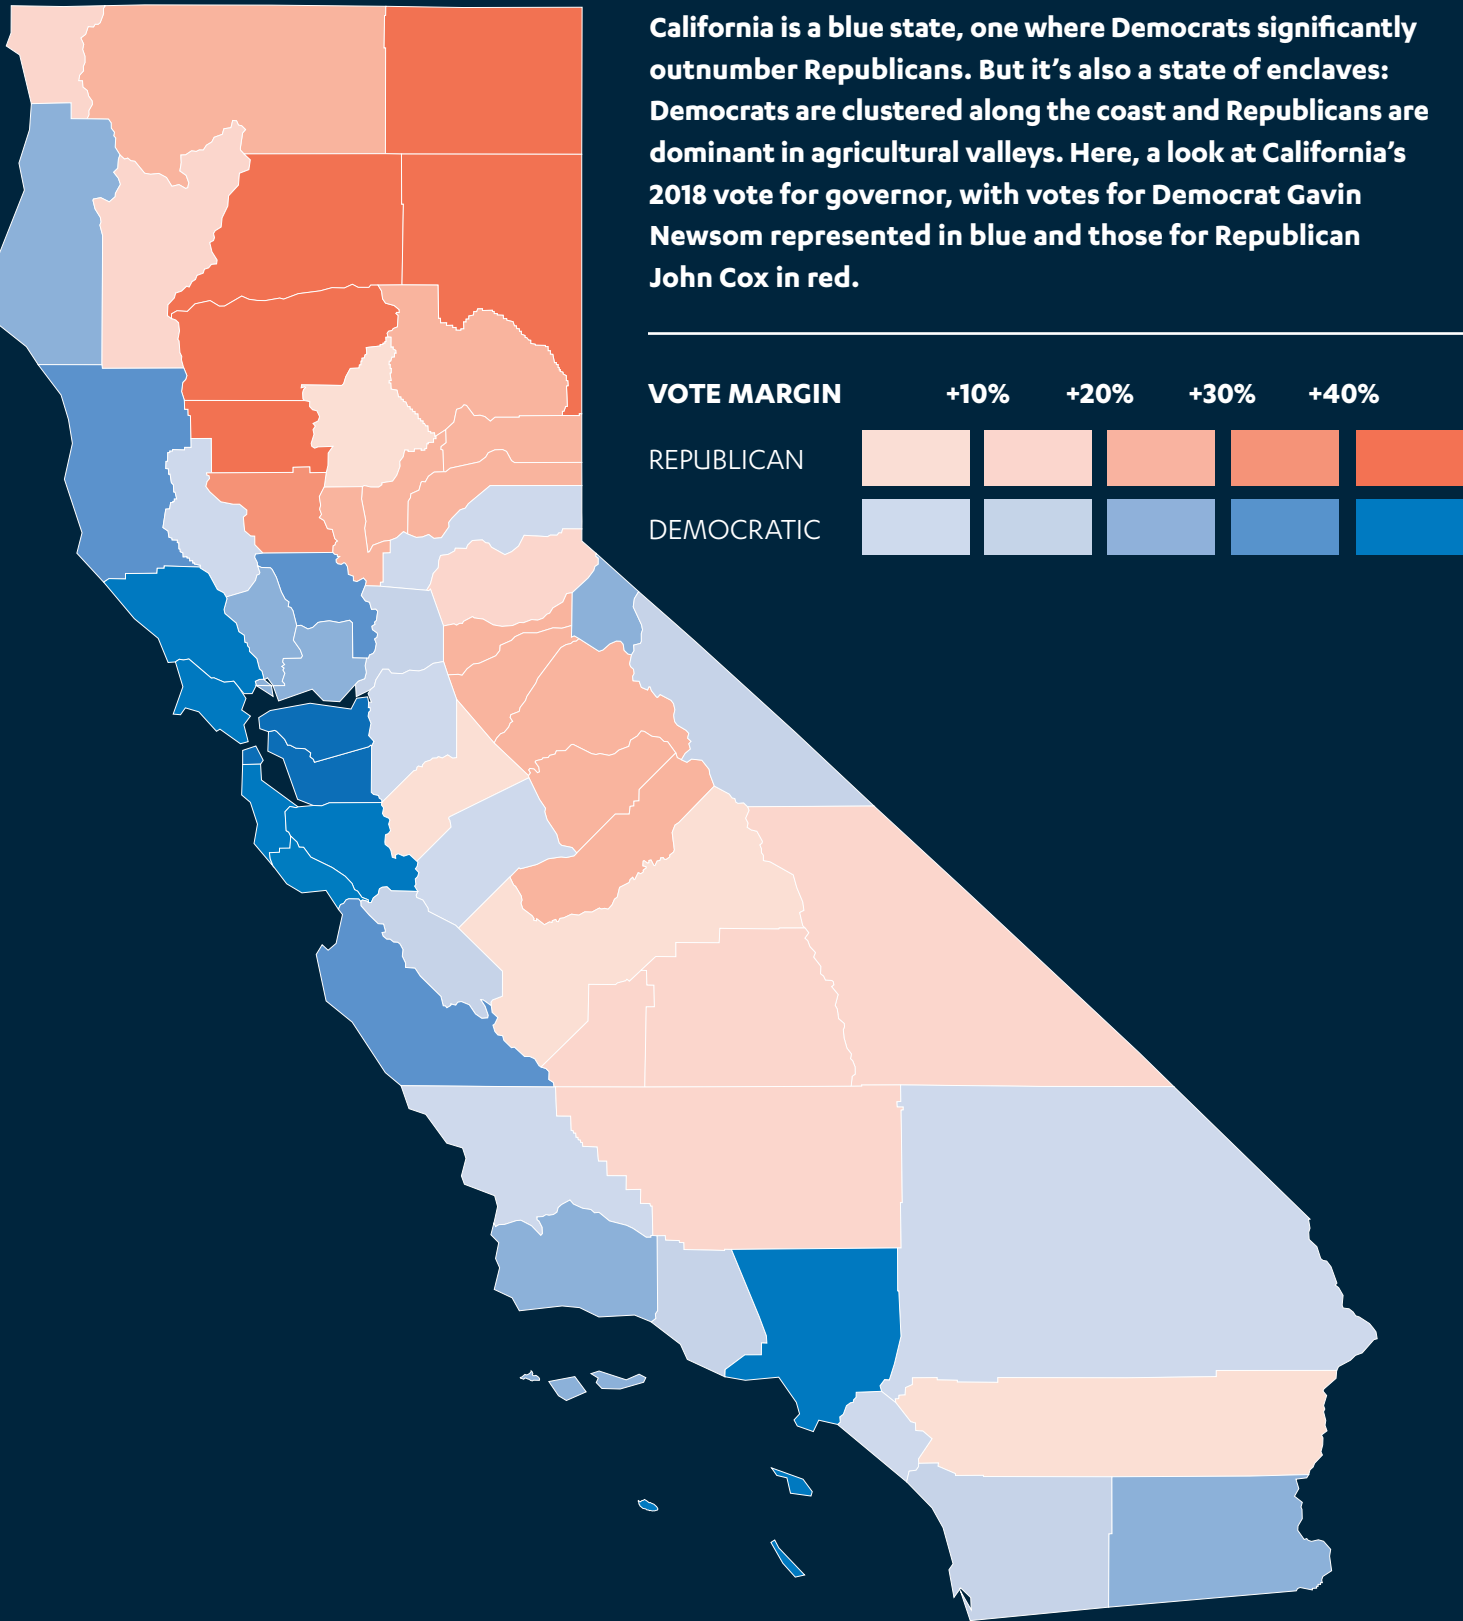 California is a blue state, one where Democrats significantly
outnumber Republicans. But it’s also a state of enclaves:
Democrats are clustered along the coast and Republicans are
dominant in agricultural valleys. Here, a look at California’s
2018 vote for governor, with votes for Democrat Gavin
Newsom represented in blue and those for Republican
John Cox in red.
VOTE MARGIN +10% +20% +30% +40%
REPUBLICAN
DEMOCRATIC